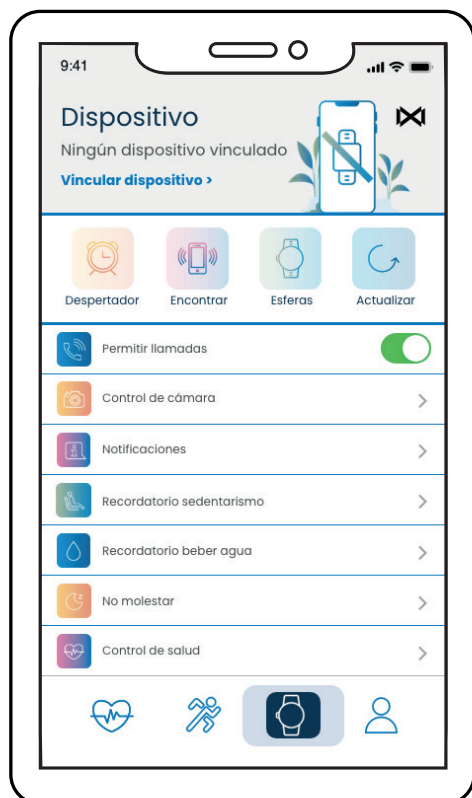 9:41
Dispositivo
Ningún dispositivo vinculado
Vincular dispositivo >
Despertador
Encontrar
Esferas
Actualizar
Permitir llamadas
Control de cámara
Notificaciones
Recordatorio sedentarismo
Recordatorio beber agua
No molestar
Control de salud